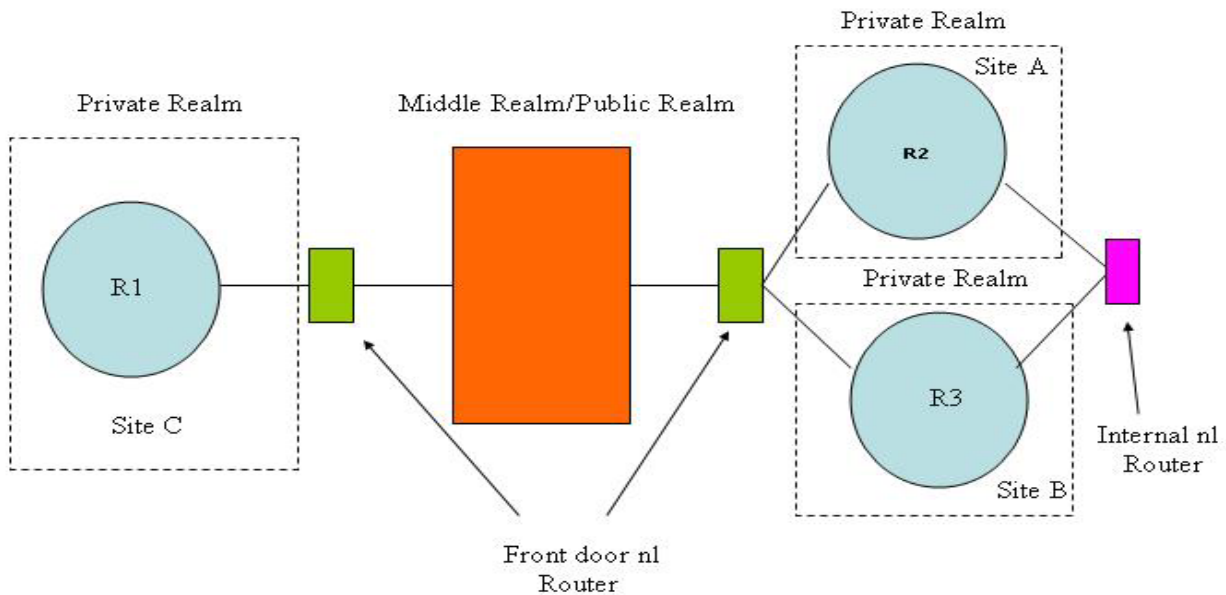 Private Realm
Site A
Private Realm
Middle Realm/Public Realm
R2
R1
Private Realm
R3
Site C
Internal nl
Router
Site B
Front door nl
Router